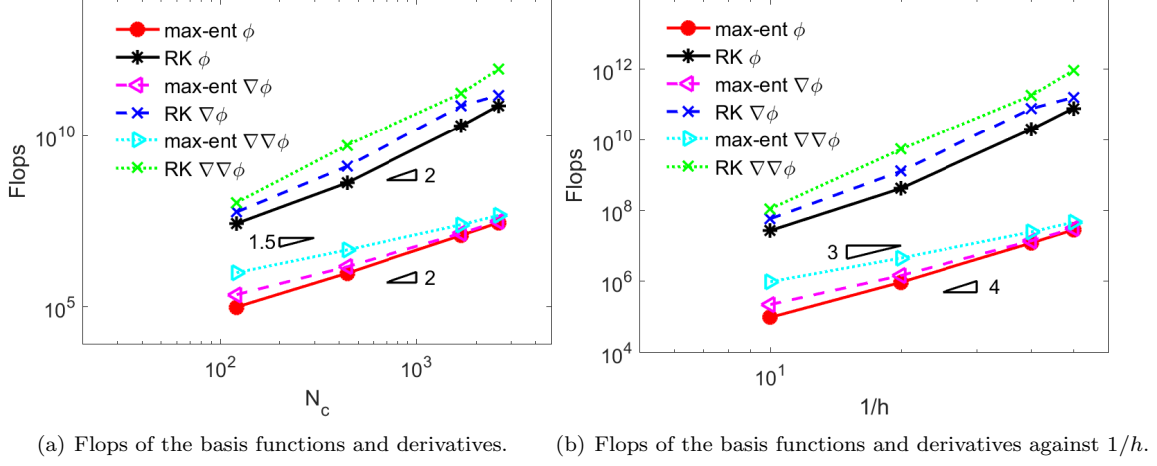 max-ent ϕ
RK ϕ
max-ent ∇ϕ
RK ∇ϕ
max-ent ∇∇ϕ
RK ∇∇ϕ
10^10
10^5
Flops
2
1.5
2
10^2
10^3
N_c
(a) Flops of the basis functions and derivatives.
max-ent ϕ
RK ϕ
max-ent ∇ϕ
RK ∇ϕ
max-ent ∇∇ϕ
RK ∇∇ϕ
10^12
10^10
10^8
10^6
10^4
Flops
3
4
10^1
1/h
(b) Flops of the basis functions and derivatives against 1/h.